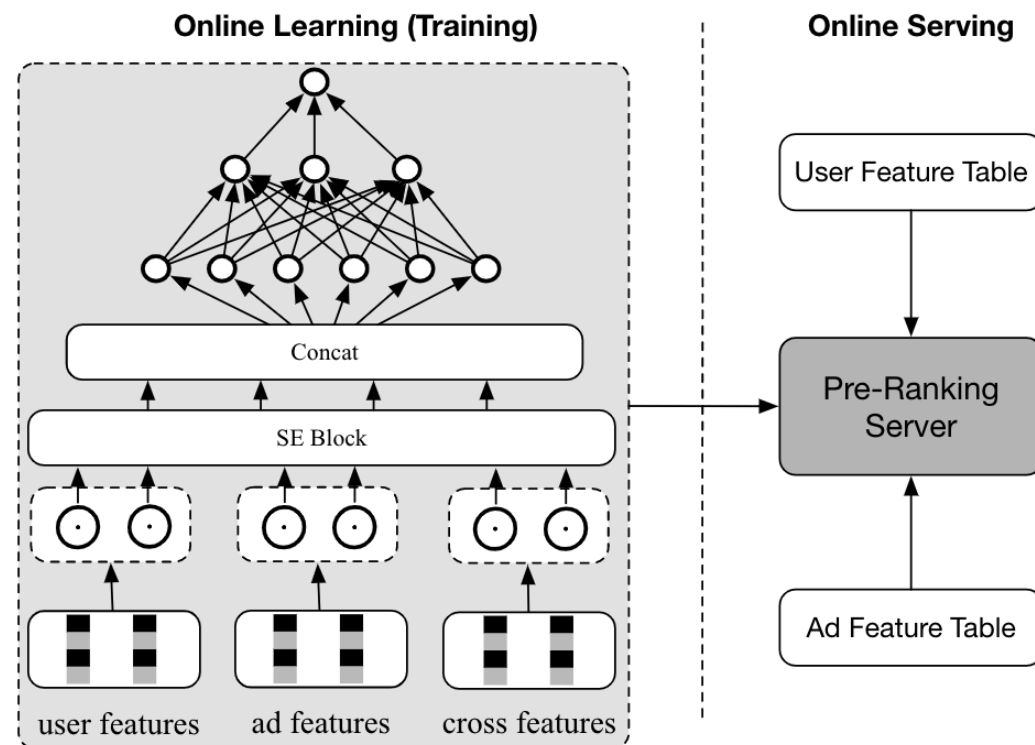 Online Learning (Training)
Online Serving
User Feature Table
Concat
Pre-Ranking
Server
SE Block
Ad Feature Table
user features
ad features
cross features